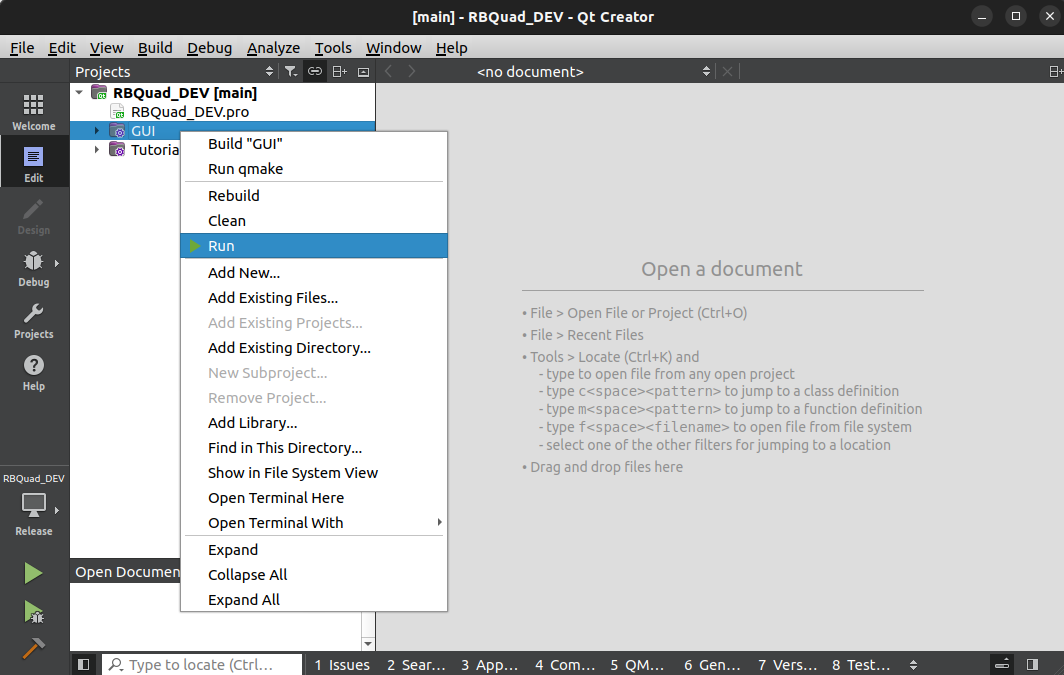 [main] - RBQuad_DEV - Qt Creator
File Edit View Build Debug Analyze Tools Window Help
Projects
<no document>
Welcome
Edit
Design
Debug
Projects
Help
RBQuad_DEV
Release
RBQuad_DEV [main]
RBQuad_DEV.pro
GUI
Tutoria
Build "GUI"
Run qmake
Rebuild
Clean
Run
Add New...
Add Existing Files...
Add Existing Projects...
Add Existing Directory...
New Subproject...
Remove Project...
Add Library...
Find in This Directory...
Show in File System View
Open Terminal Here
Open Terminal With
Expand
Collapse All
Expand All
Open Documen
Open a document
• File > Open File or Project (Ctrl+O)
• File > Recent Files
• Tools > Locate (Ctrl+K) and
- type to open file from any open project
- type c<space><pattern> to jump to a class definition
- type m<space><pattern> to jump to a function definition
- type f<space><filename> to open file from file system
- select one of the other filters for jumping to a location
• Drag and drop files here
Type to locate (Ctrl...
1 Issues 2 Sear... 3 App... 4 Com... 5 QM... 6 Gen... 7 Vers... 8 Test...